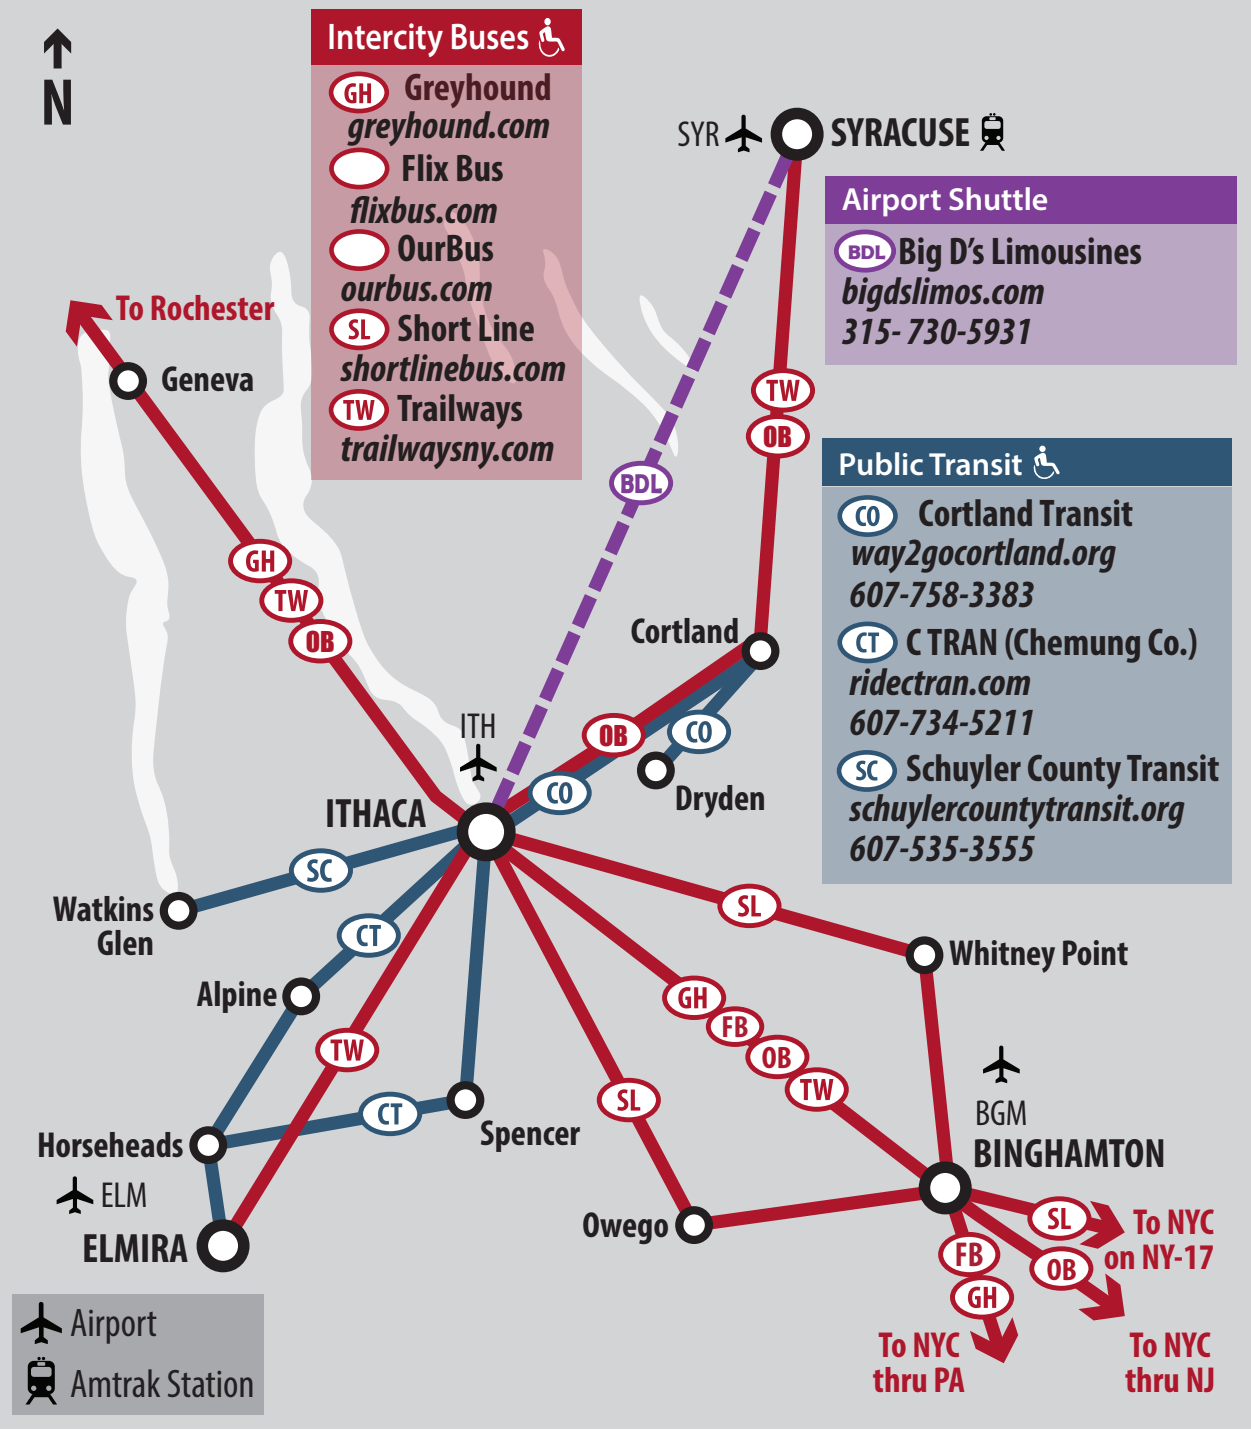 N
Intercity Buses
GH Greyhound
greyhound.com
Flix Bus
flixbus.com
OurBus
ourbus.com
SL Short Line
shortlinebus.com
TW Trailways
trailwaysny.com
SYR
SYRACUSE
Airport Shuttle
BDL Big D's Limousines
bigdslimos.com
315- 730-5931
Public Transit
CO Cortland Transit
way2gocortland.org
607-758-3383
CT C TRAN (Chemung Co.)
ridectran.com
607-734-5211
SC Schuyler County Transit
schuylercountytransit.org
607-535-3555
To Rochester
Geneva
TW
OB
BDL
GH
TW
OB
Cortland
ITH
OB
CO
CO
Dryden
ITHACA
SC
Watkins
Glen
CT
SL
Whitney Point
Alpine
GH
FB
OB
TW
TW
SL
CT
Spencer
Horseheads
ELM
ELMIRA
BGM
BINGHAMTON
Owego
SL
To NYC
on NY-17
FB
OB
GH
To NYC
thru PA
To NYC
thru NJ
Airport
Amtrak Station